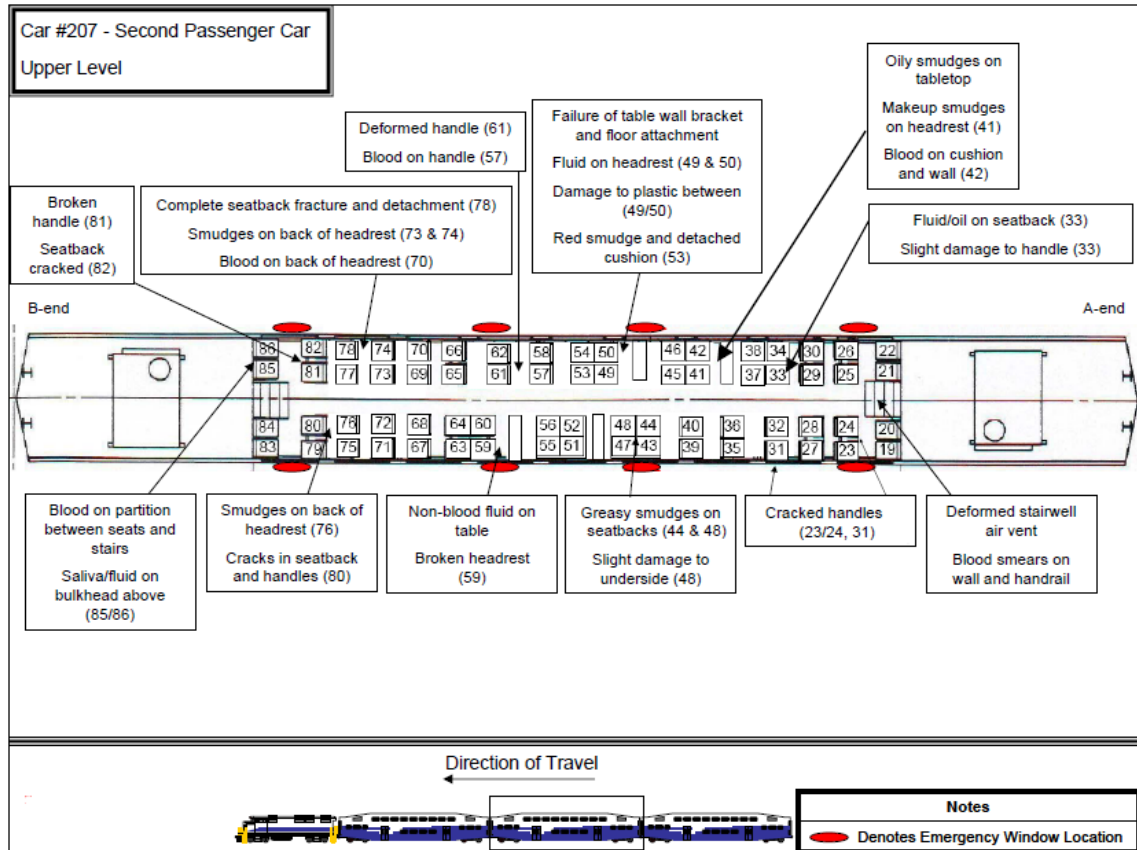 Car #207 - Second Passenger Car
Upper Level
Oily smudges on
tabletop
Makeup smudges
on headrest (41)
Blood on cushion
and wall (42)
Failure of table wall bracket
and floor attachment
Fluid on headrest (49 & 50)
Damage to plastic between
(49/50)
Red smudge and detached
cushion (53)
Deformed handle (61)
Blood on handle (57)
Broken
handle (81)
Seatback
cracked (82)
Complete seatback fracture and detachment (78)
Smudges on back of headrest (73 & 74)
Blood on back of headrest (70)
Fluid/oil on seatback (33)
Slight damage to handle (33)
B-end
A-end
86 82 78 74 70 66 62 58 54 50 46 42 38 34 30 26 22
85 81 77 73 69 65 61 57 53 49 45 41 37 33 29 25 21
84 80 76 72 68 64 60 56 52 48 44 40 36 32 28 24 20
83 79 75 71 67 63 59 55 51 47 43 39 35 31 27 23 19
Blood on partition
between seats and
stairs
Saliva/fluid on
bulkhead above
(85/86)
Smudges on back of
headrest (76)
Cracks in seatback
and handles (80)
Non-blood fluid on
table
Broken headrest
(59)
Greasy smudges on
seatbacks (44 & 48)
Slight damage to
underside (48)
Cracked handles
(23/24, 31)
Deformed stairwell
air vent
Blood smears on
wall and handrail
Direction of Travel
Notes
Denotes Emergency Window Location